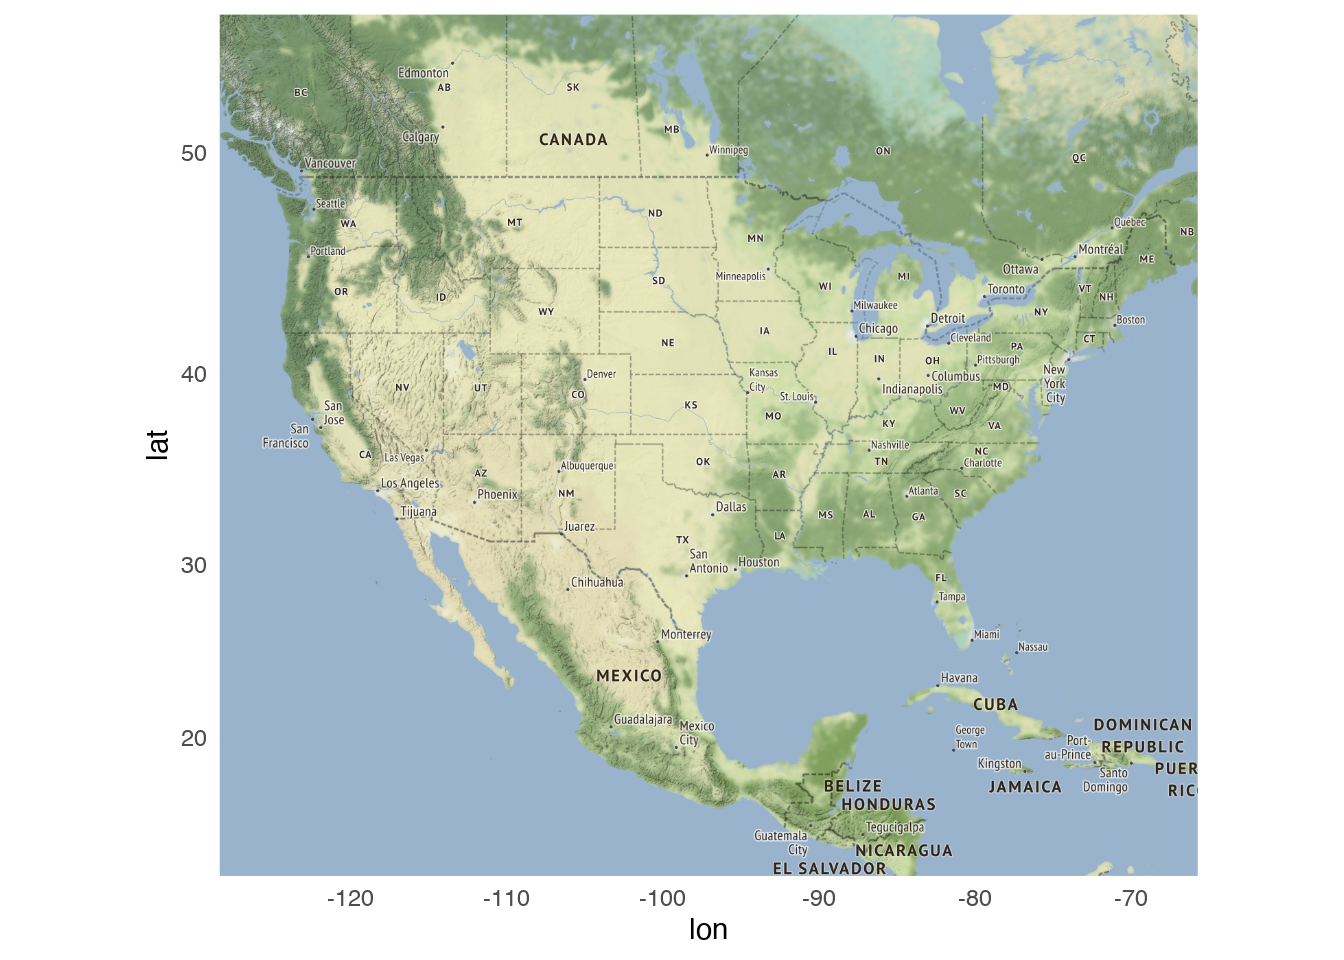 Edmonton
AB
SK
BC
CANADA
MB
Calgary
Winnipeg
ON
QC
Vancouver
50
Seattle
WA
MT
ND
MN
Québec
NB
Portland
Montréal
ME
Ottawa
Minneapolis
SD
MI
WI
OR
ID
WY
Toronto
VT
NH
NY
Milwaukee
Detroit
Boston
Chicago
IA
Cleveland
CT
NE
IL
IN
OH
PA
Pittsburgh
40
Denver
Kansas
City
Columbus
Indianapolis
New
York
City
MD
NV
UT
CO
St. Louis
KS
MO
WV
VA
KY
San
Jose
San
Francisco
lat
Nashville
NC
CA
Las Vegas
Albuquerque
OK
TN
Charlotte
AZ
AR
Los Angeles
Phoenix
NM
Atlanta
SC
Tijuana
Dallas
MS
AL
GA
Juarez
TX
LA
San
Antonio
Houston
30
Chihuahua
FL
Tampa
Monterrey
Miami
Nassau
MEXICO
Havana
CUBA
Guadalajara
Mexico
City
George
Town
DOMINICAN
REPUBLIC
Port-
au-Prince
20
Kingston
Santo
Domingo
PUER
RIC
BELIZE
JAMAICA
HONDURAS
Guatemala
City
Tegucigalpa
NICARAGUA
EL SALVADOR
-120
-110
-100
-90
-80
-70
lon